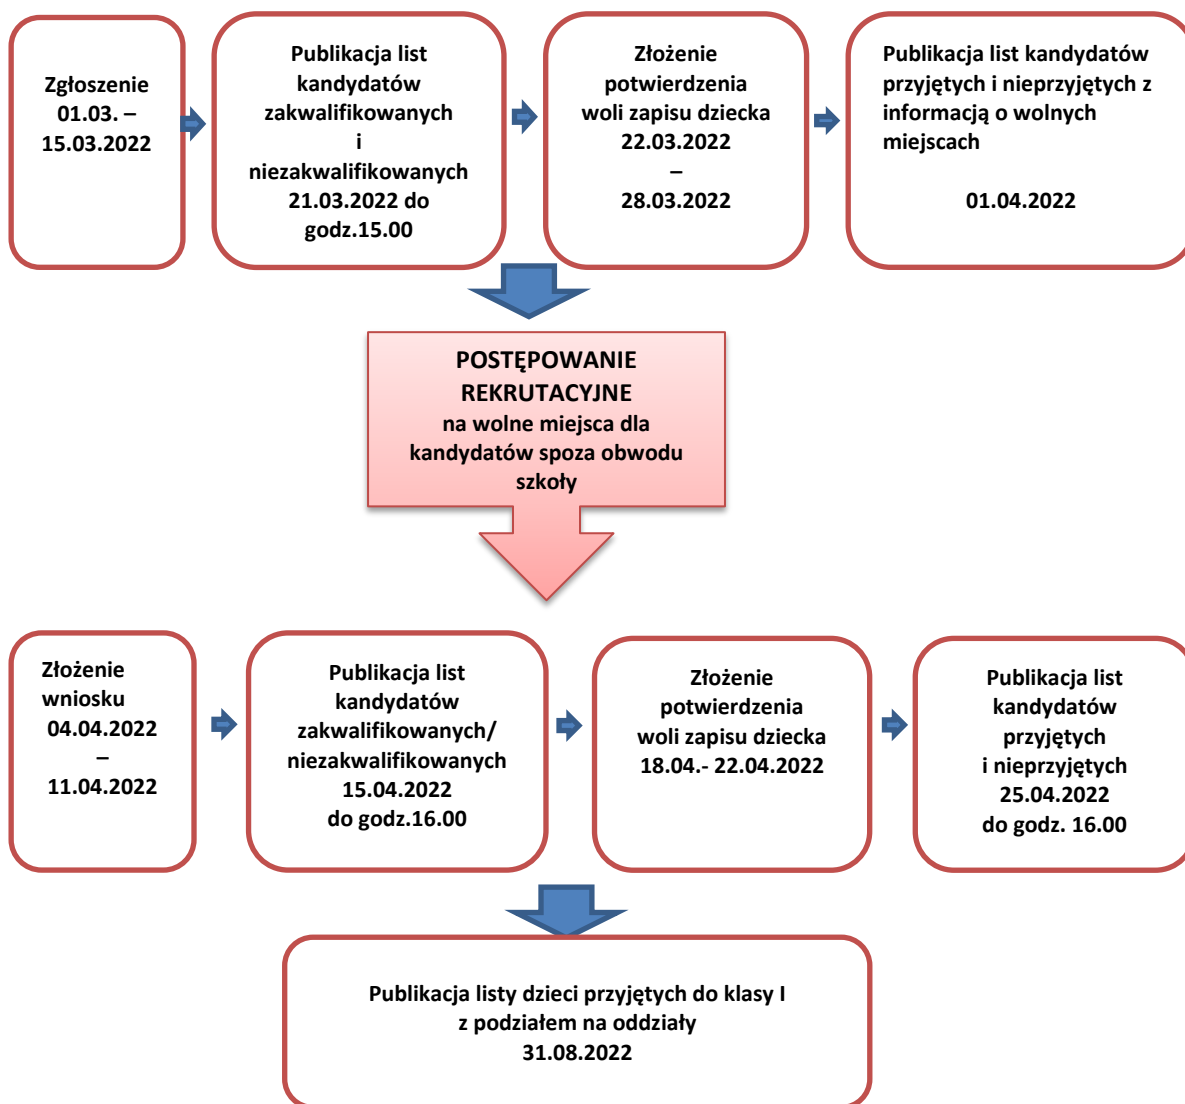 Zgłoszenie
01.03. –
15.03.2022
Publikacja list
kandydatów
zakwalifikowanych
i
niezakwalifikowanych
21.03.2022 do
godz.15.00
Złożenie
potwierdzenia
woli zapisu dziecka
22.03.2022
–
28.03.2022
Publikacja list kandydatów
przyjętych i nieprzyjętych z
informacją o wolnych
miejscach
01.04.2022
POSTĘPOWANIE
REKRUTACYJNE
na wolne miejsca dla
kandydatów spoza obwodu
szkoły
Złożenie
wniosku
04.04.2022
–
11.04.2022
Publikacja list
kandydatów
zakwalifikowanych/
niezakwalifikowanych
15.04.2022
do godz.16.00
Złożenie
potwierdzenia
woli zapisu dziecka
18.04.- 22.04.2022
Publikacja list
kandydatów
przyjętych
i nieprzyjętych
25.04.2022
do godz. 16.00
Publikacja listy dzieci przyjętych do klasy I
z podziałem na oddziały
31.08.2022